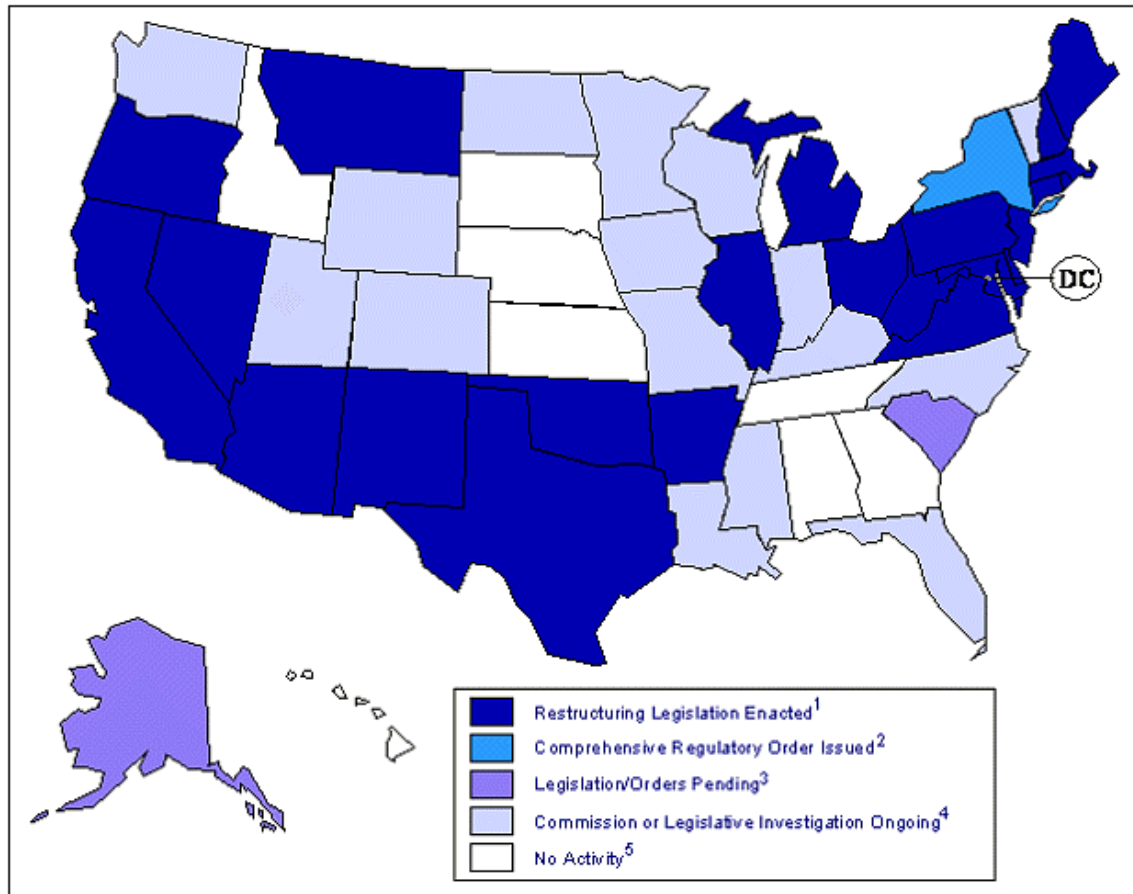 DC
Restructuring Legislation Enacted1
Comprehensive Regulatory Order Issued2
Legislation/Orders Pending3
Commission or Legislative Investigation Ongoing4
No Activity5